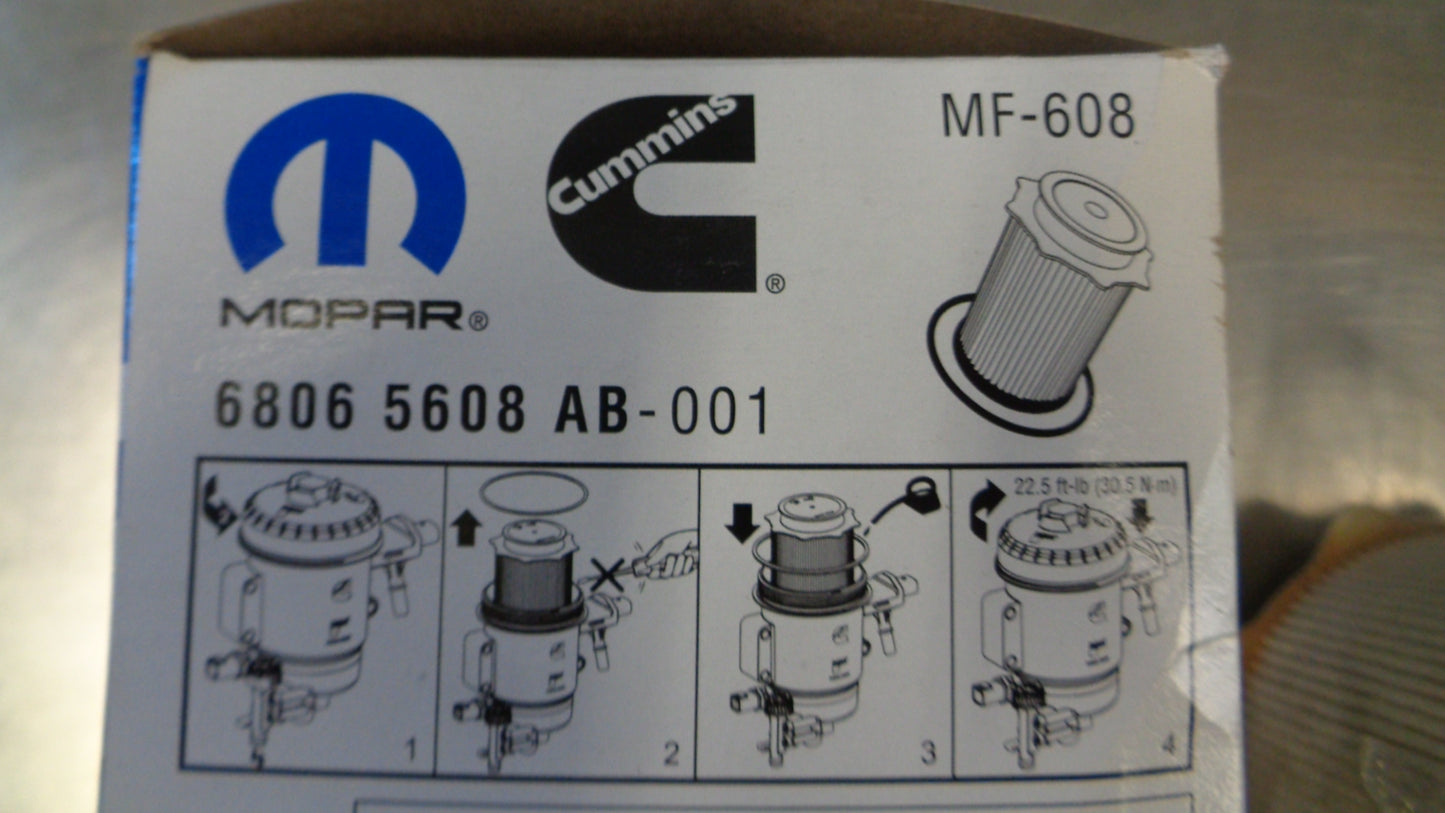 Cummins
®
MF-608
MOPAR®
6806 5608 AB-001
22.5 ft-lb (30.5 N·m)
1
2
3
4